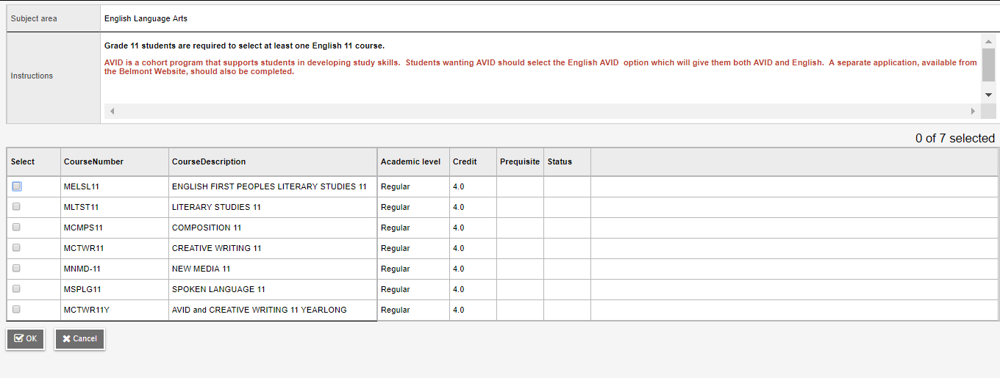 Subject area English Language Arts
Instructions
Grade 11 students are required to select at least one English 11 course.
AVID is a cohort program that supports students in developing study skills. Students wanting AVID should select the English AVID option which will give them both AVID and English. A separate application, available from
the Belmont Website, should also be completed.
0 of 7 selected
Select CourseNumber CourseDescription Academic level Credit Prequisite Status
MELSL11 ENGLISH FIRST PEOPLES LITERARY STUDIES 11 Regular 4.0
MLTST11 LITERARY STUDIES 11 Regular 4.0
MCMPS11 COMPOSITION 11 Regular 4.0
MCTWR11 CREATIVE WRITING 11 Regular 4.0
MNMD-11 NEW MEDIA 11 Regular 4.0
MSPLG11 SPOKEN LANGUAGE 11 Regular 4.0
MCTWR11Y AVID and CREATIVE WRITING 11 YEARLONG Regular 4.0
OK Cancel